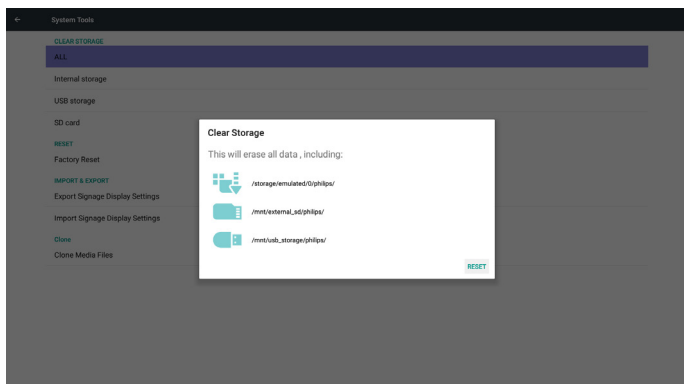 System Tools
CLEAR STORAGE
ALL
Internal storage
USB storage
SD card
RESET
Factory Reset
IMPORT & EXPORT
Export Signage Display Settings
Import Signage Display Settings
Clone
Clone Media Files
Clear Storage
This will erase all data , including:
/storage/emulated/0/philips/
/mnt/external_sd/philips/
/mnt/usb_storage/philips/
RESET